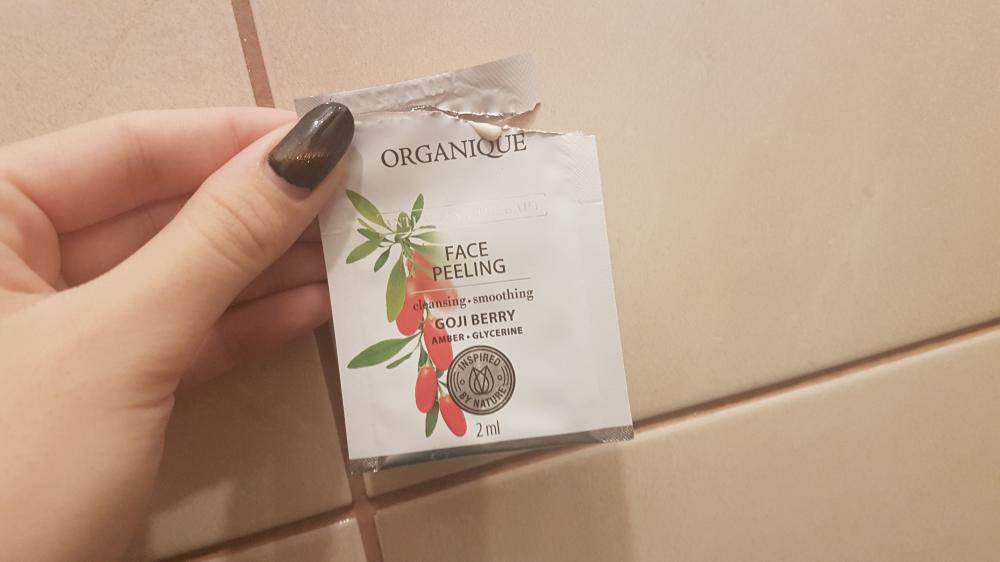 ORGANIQUE
FACE
PEELING
cleansing • smoothing
GOJI BERRY
AMBER • GLYCERINE
INSPIRED
BY NATURE
2 ml